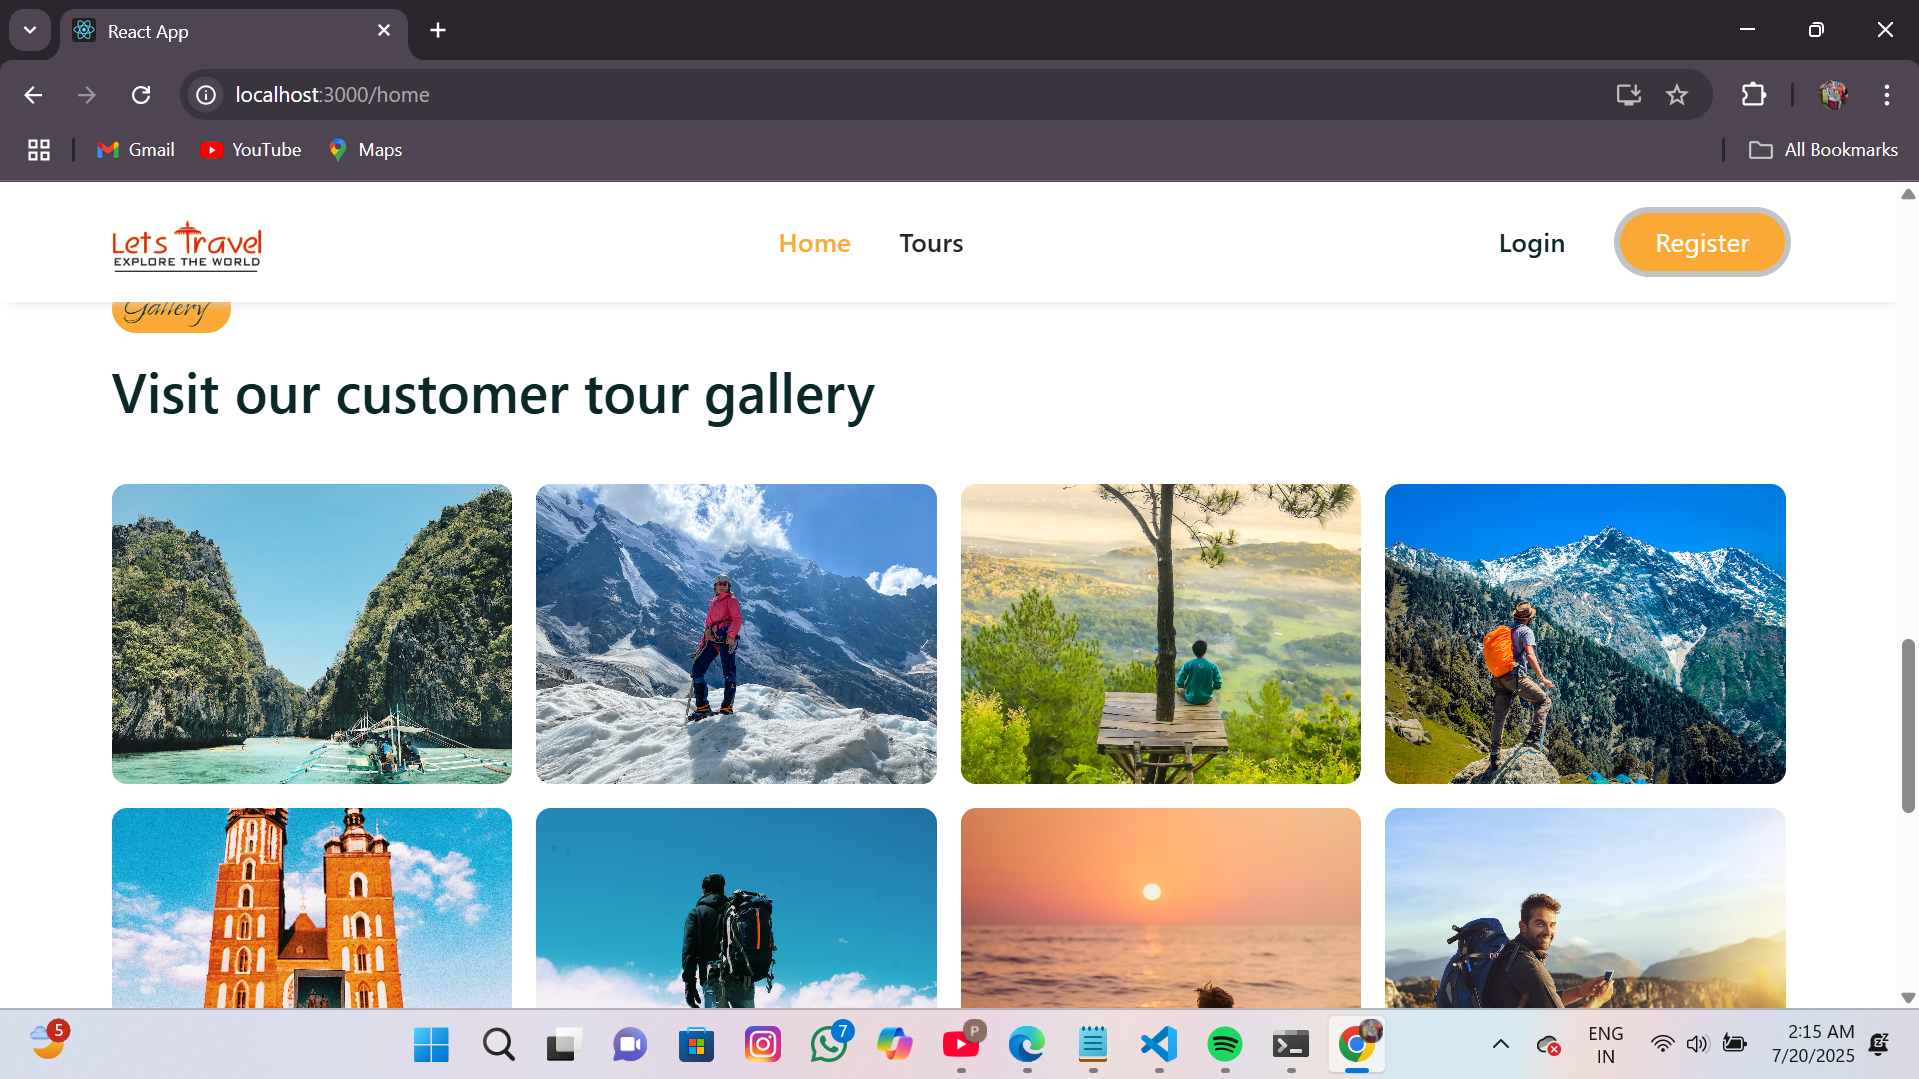 React App
localhost:3000/home
Gmail
YouTube
Maps
All Bookmarks
Lets Travel
EXPLORE THE WORLD
Home
Tours
Login
Register
Gallery
Visit our customer tour gallery
5
7
P
ENG
IN
2:15 AM
7/20/2025